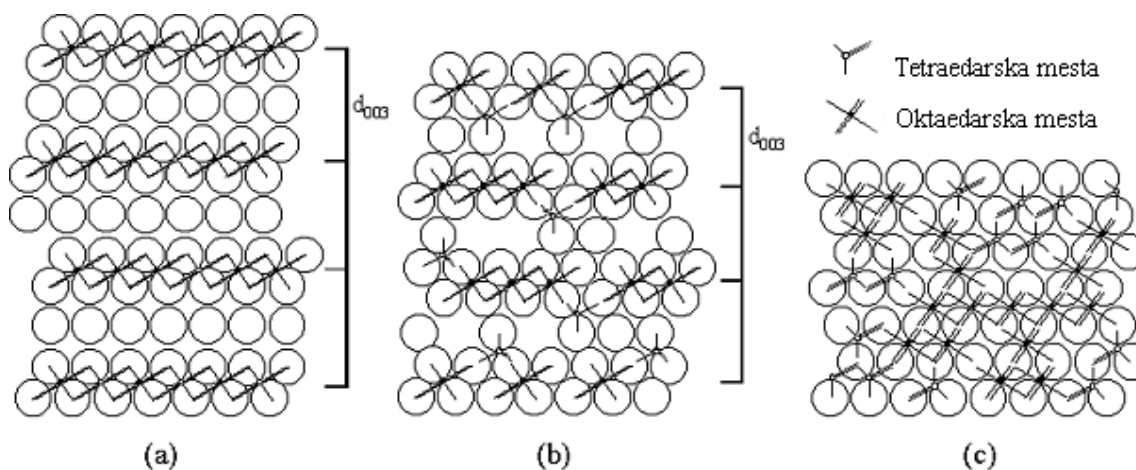 d003
d003
Tetraedarska mesta
Oktaedarska mesta
(a)
(b)
(c)